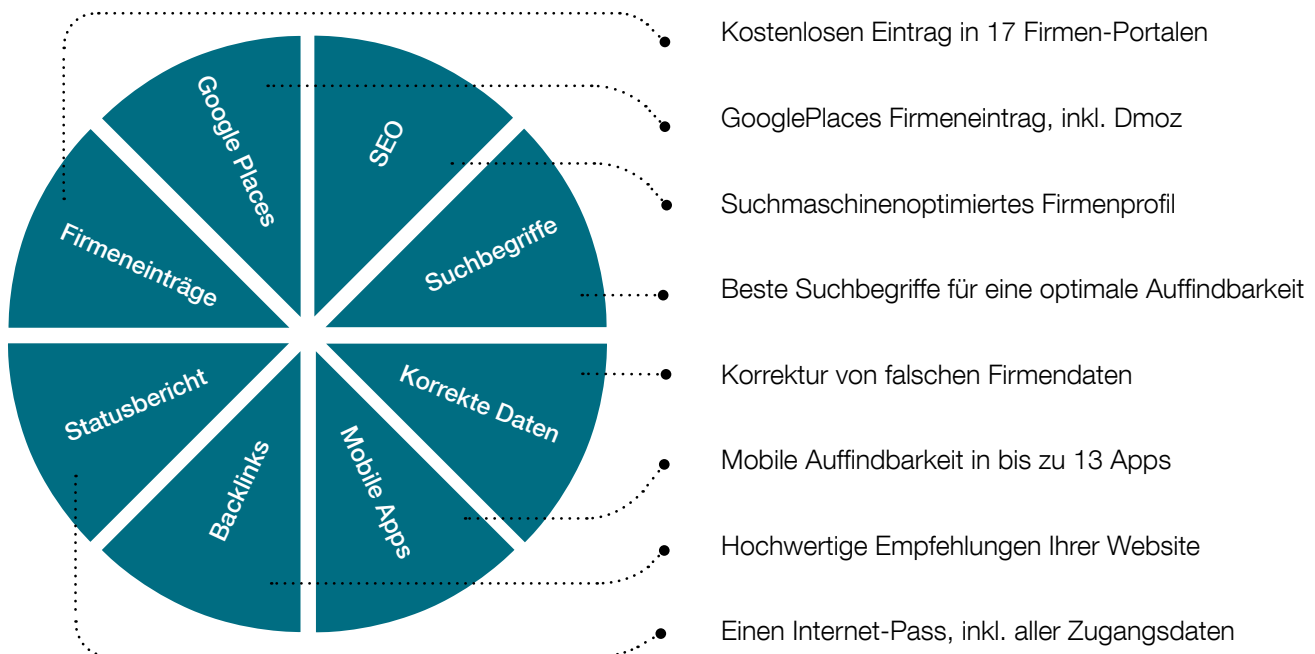 Google Places
SEO
Firmeneinträge
Suchbegriffe
Statusbericht
Korrekte Daten
Backlinks
Mobile Apps
Kostenlosen Eintrag in 17 Firmen-Portalen
GooglePlaces Firmeneintrag, inkl. Dmoz
Suchmaschinenoptimiertes Firmenprofil
Beste Suchbegriffe für eine optimale Auffindbarkeit
Korrektur von falschen Firmendaten
Mobile Auffindbarkeit in bis zu 13 Apps
Hochwertige Empfehlungen Ihrer Website
Einen Internet-Pass, inkl. aller Zugangsdaten